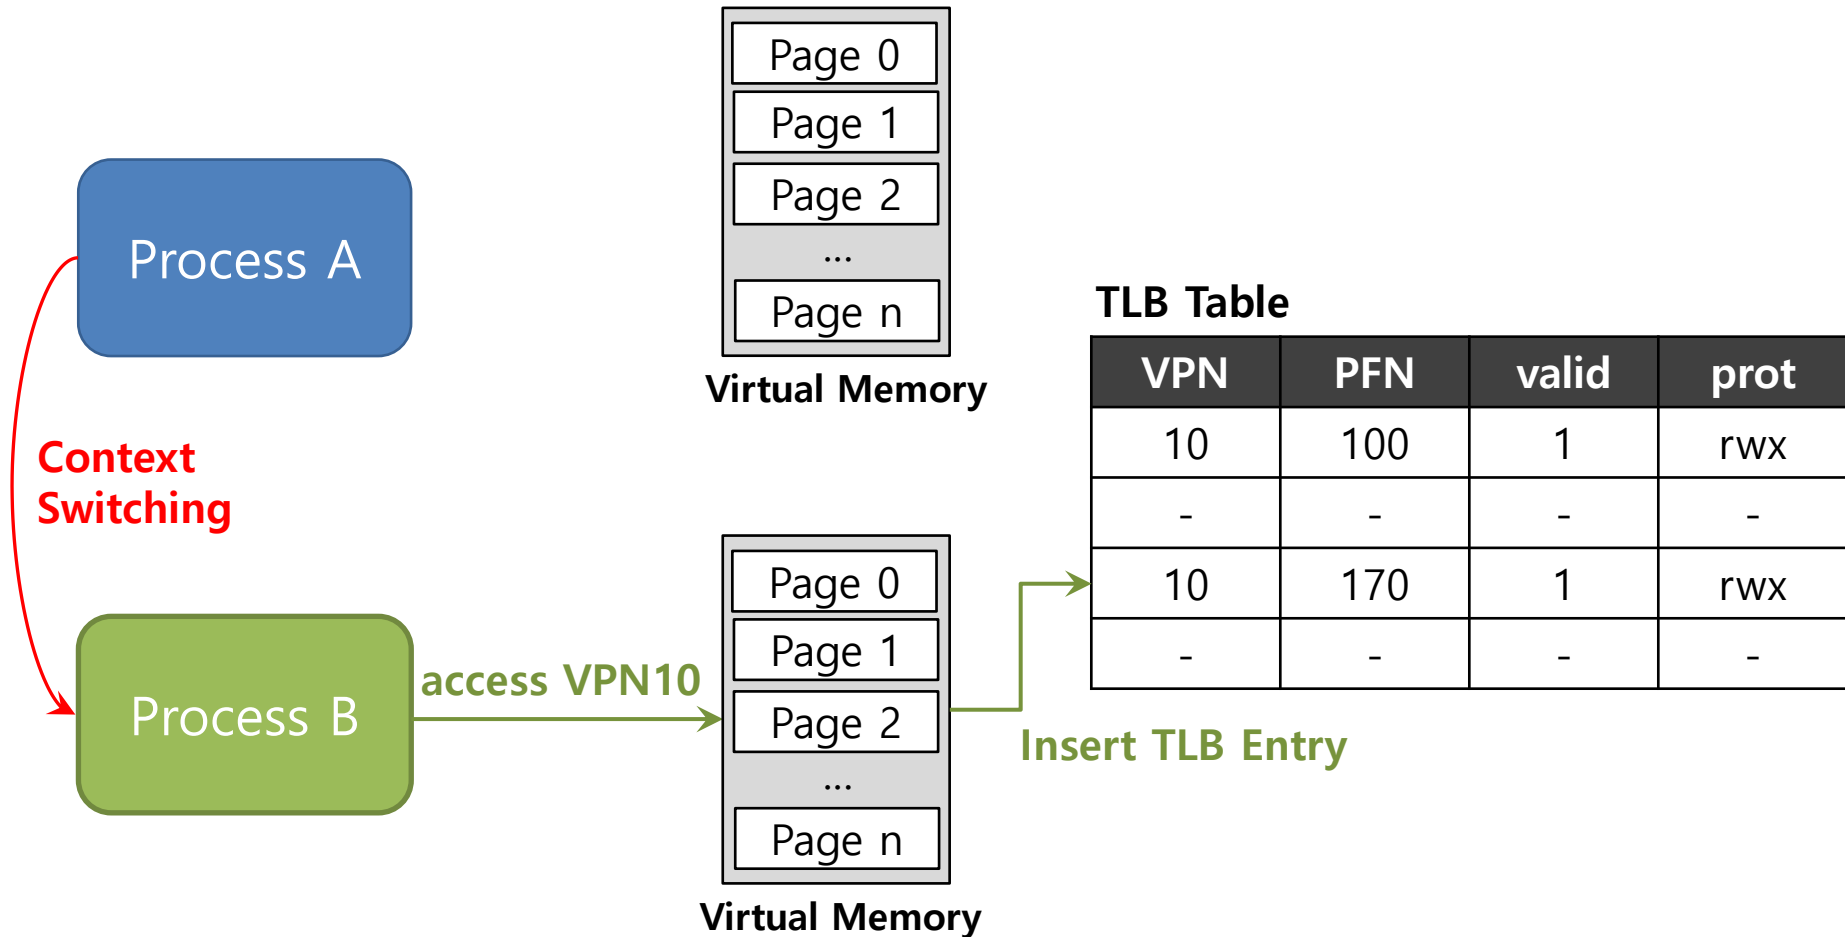 Page 0
Page 1
Page 2
...
Page n
Virtual Memory
Process A
Context
Switching
Process B
access VPN10
Page 0
Page 1
Page 2
...
Page n
Virtual Memory
Insert TLB Entry
TLB Table
VPN PFN valid prot
10 100 1 rwx
- - - -
10 170 1 rwx
- - - -